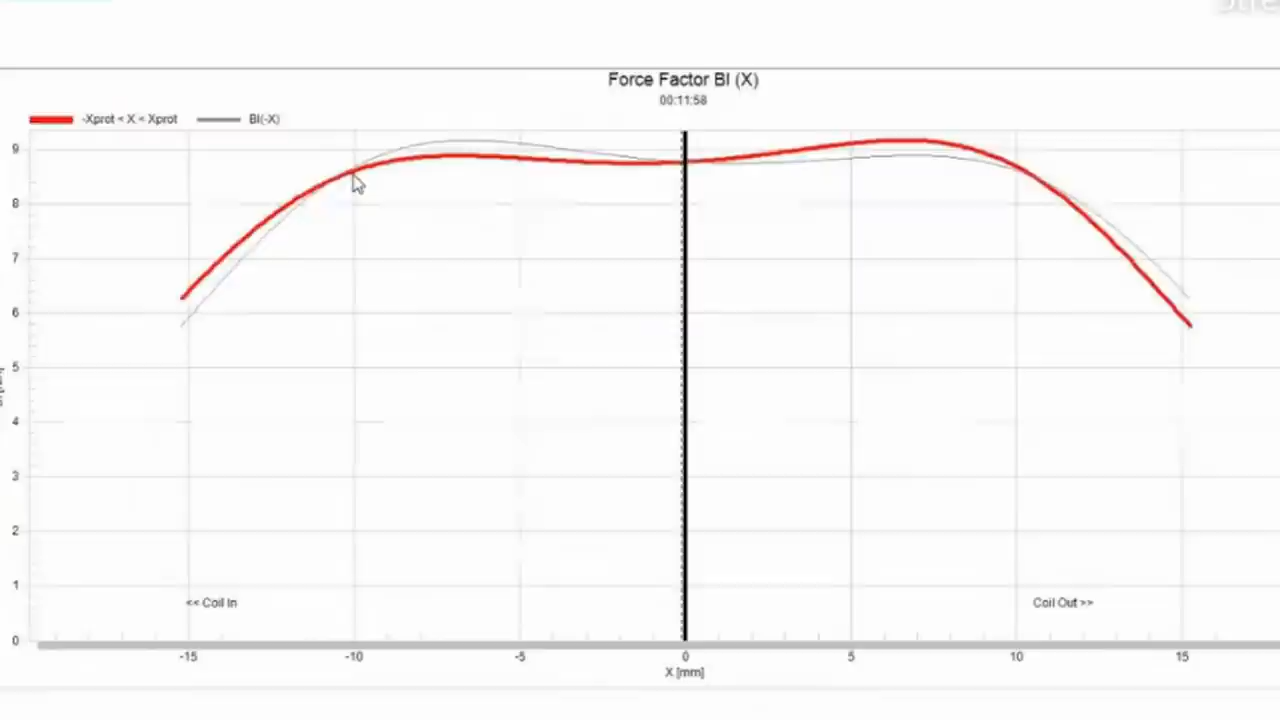 Force Factor Bl (X)
00:11:58
-Xprot < X < Xprot Bl(-X)
9
8
7
6
5
4
3
2
1
0
<< Coil In Coil Out >>
-15 -10 -5 0 5 10 15
X [mm]